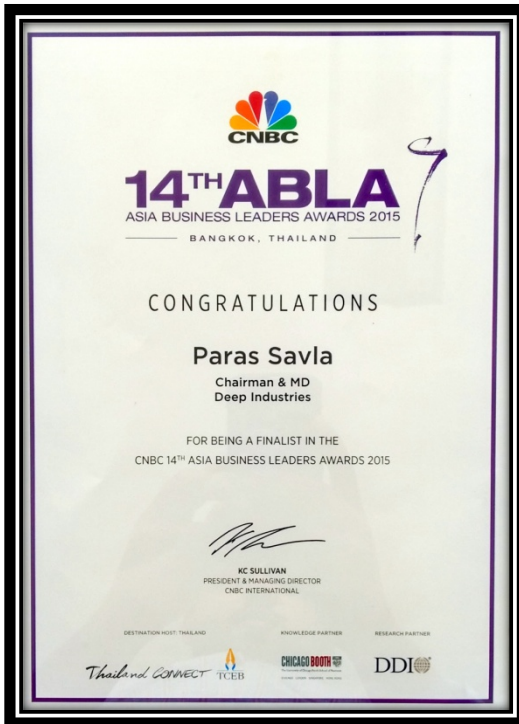 CNBC
14TH ABLA
ASIA BUSINESS LEADERS AWARDS 2015
BANGKOK, THAILAND
CONGRATULATIONS
Paras Savla
Chairman & MD
Deep Industries
FOR BEING A FINALIST IN THE
CNBC 14TH ASIA BUSINESS LEADERS AWARDS 2015
KC SULLIVAN
PRESIDENT & MANAGING DIRECTOR
CNBC INTERNATIONAL
DESTINATION HOST: THAILAND
KNOWLEDGE PARTNER
RESEARCH PARTNER
Thailand CONNECT
TCEB
CHICAGO BOOTH
DDI